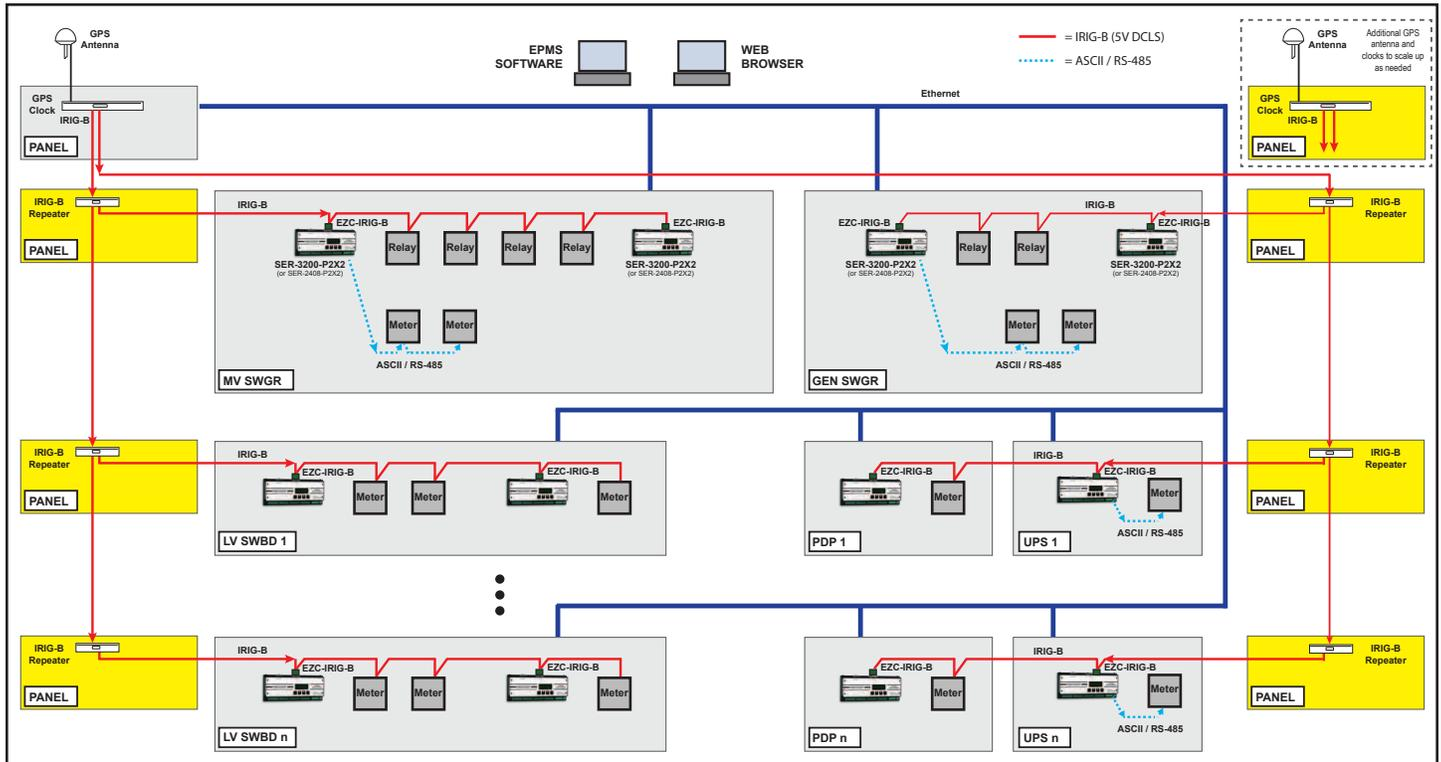 GPS
Antenna
EPMS
SOFTWARE
WEB
BROWSER
= IRIG-B (5V DCLS)
= ASCII / RS-485
GPS
Antenna
Additional GPS
antenna and
clocks to scale up
as needed
GPS
Clock
IRIG-B
PANEL
Ethernet
GPS
Clock
IRIG-B
PANEL
IRIG-B
Repeater
PANEL
IRIG-B
EZC-IRIG-B
Relay
Relay
Relay
Relay
EZC-IRIG-B
SER-3200-P2X2
(or SER-2408-P2X2)
SER-3200-P2X2
(or SER-2408-P2X2)
Meter
Meter
ASCII / RS-485
MV SWGR
EZC-IRIG-B
Relay
Relay
IRIG-B
EZC-IRIG-B
SER-3200-P2X2
(or SER-2408-P2X2)
SER-3200-P2X2
(or SER-2408-P2X2)
Meter
Meter
ASCII / RS-485
GEN SWGR
IRIG-B
Repeater
PANEL
IRIG-B
Repeater
PANEL
IRIG-B
EZC-IRIG-B
Meter
Meter
EZC-IRIG-B
Meter
LV SWBD 1
EZC-IRIG-B
Meter
PDP 1
IRIG-B
EZC-IRIG-B
Meter
ASCII / RS-485
UPS 1
IRIG-B
Repeater
PANEL
IRIG-B
Repeater
PANEL
IRIG-B
EZC-IRIG-B
Meter
Meter
EZC-IRIG-B
Meter
LV SWBD n
EZC-IRIG-B
Meter
PDP n
IRIG-B
EZC-IRIG-B
Meter
ASCII / RS-485
UPS n
IRIG-B
Repeater
PANEL